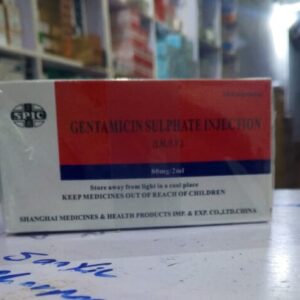 SPIC
GENTAMICIN SULPHATE INJECTION
80mg/2ml
Store away from light in a cool place
KEEP MEDICINES OUT OF REACH OF CHILDREN
SHANGHAI MEDICINES & HEALTH PRODUCTS IMP. & EXP. CO.,LTD.CHINA